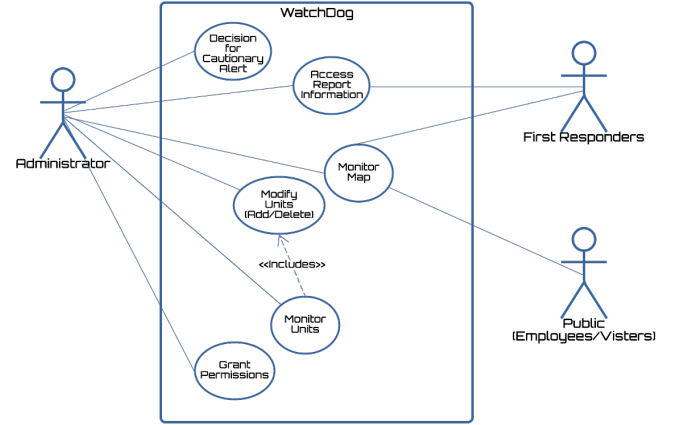 WatchDog
Decision
for
Cautionary
Alert
Access
Report
Information
Administrator
First Responders
Monitor
Map
Modify
Units
(Add/Delete)
<<Includes>>
Monitor
Units
Public
(Employees/Visters)
Grant
Permissions